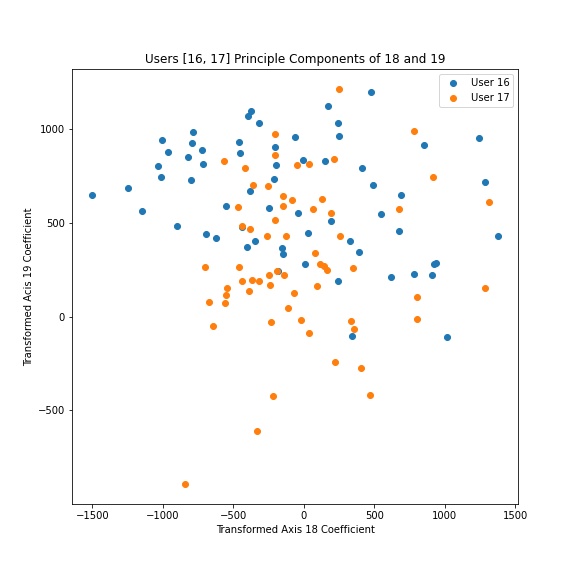 Users [16, 17] Principle Components of 18 and 19
User 16
User 17
Transformed Acis 19 Coefficient
1000
500
0
−500
−1500
−1000
−500
0
500
1000
1500
Transformed Axis 18 Coefficient